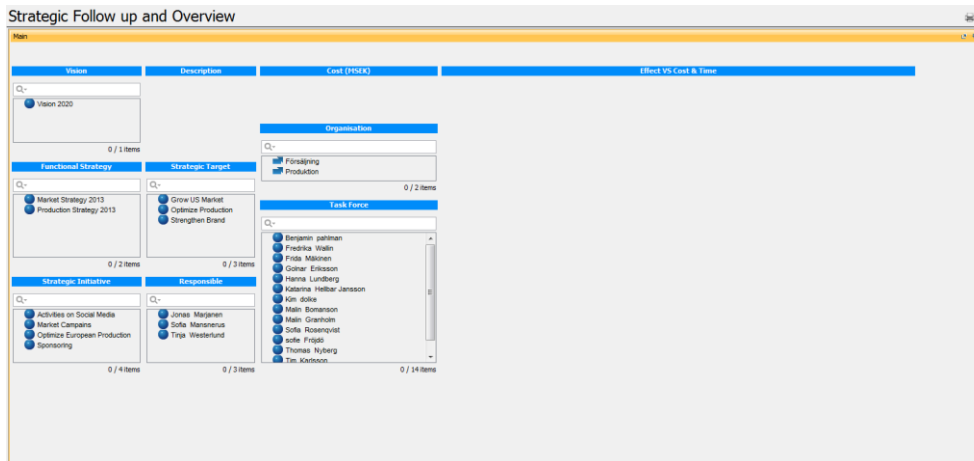 Strategic Follow up and Overview
Main
Vision
Description
Cost (MSEK)
Effect VS Cost & Time
Vision 2020
0 / 1 items
Organisation
Försäljning
Produktion
0 / 2 items
Functional Strategy
Strategic Target
Market Strategy 2013
Production Strategy 2013
0 / 2 items
Grow US Market
Optimize Production
Strengthen Brand
0 / 3 items
Task Force
Benjamin pahlman
Fredrika Wallin
Frida Mäkinen
Golnar Eriksson
Hanna Lundberg
Katarina Hellbar Jansson
Kim dolke
Malin Bomanson
Malin Granholm
Sofia Rosenqvist
sofie Fröjdö
Thomas Nyberg
Tim Karlsson
0 / 14 items
Strategic Initiative
Responsible
Activities on Social Media
Market Campains
Optimize European Production
Sponsoring
0 / 4 items
Jonas Marjanen
Sofia Mansnerus
Tinja Westerlund
0 / 3 items